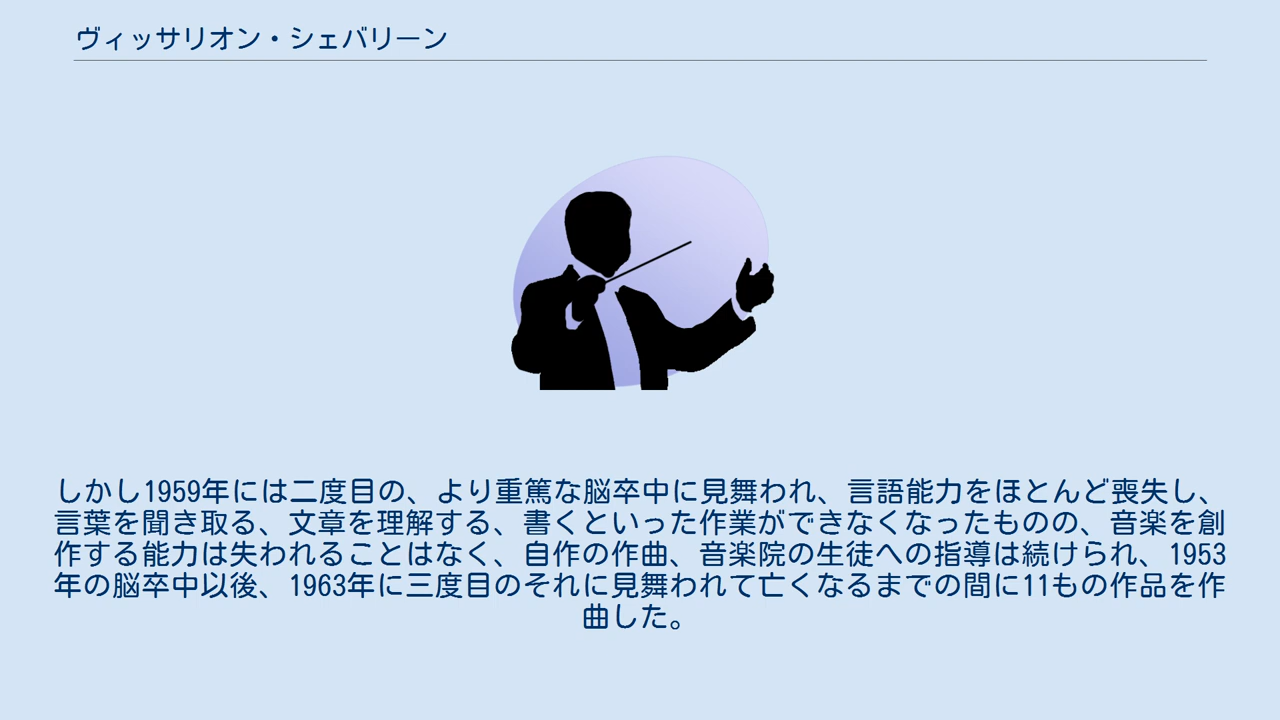 ヴィッサリオン・シェバリーン
しかし1959年には二度目の、より重篤な脳卒中に見舞われ、言語能力をほとんど喪失し、
言葉を聞き取る、文章を理解する、書くといった作業ができなくなったものの、音楽を創
作する能力は失われることはなく、自作の作曲、音楽院の生徒への指導は続けられ、1953
年の脳卒中以後、1963年に三度目のそれに見舞われて亡くなるまでの間に11もの作品を作
曲した。